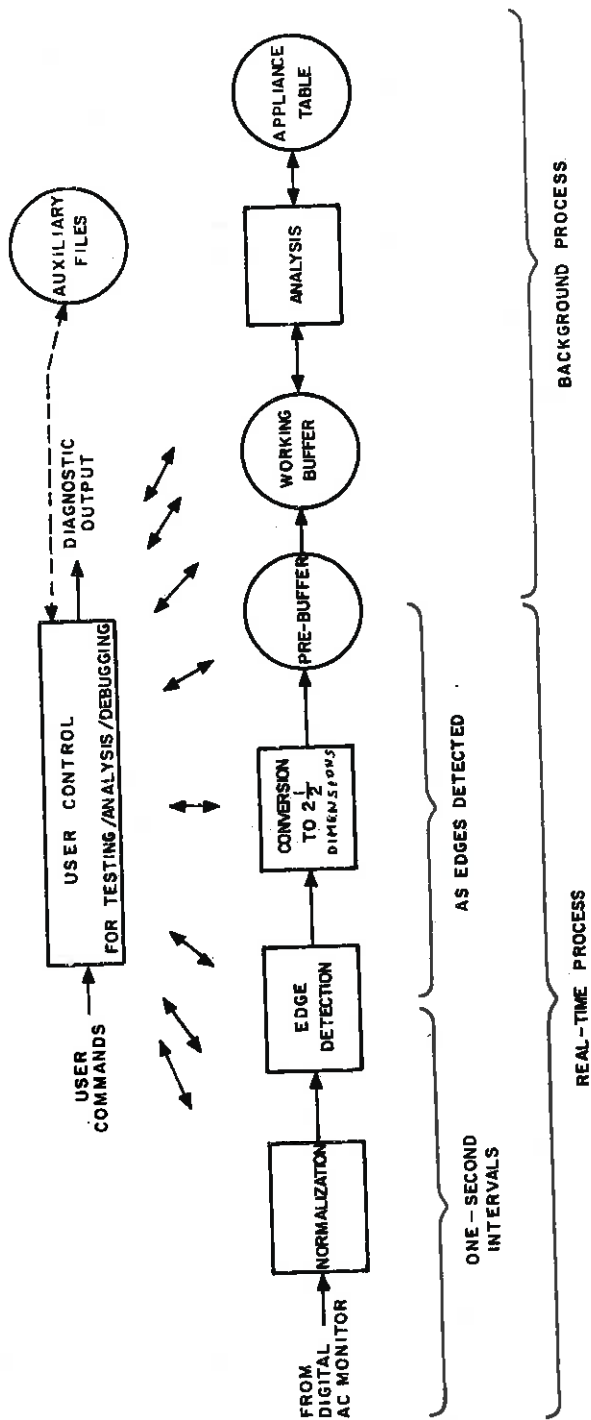 AUXILIARY
FILES
DIAGNOSTIC
OUTPUT
USER CONTROL
FOR TESTING/ANALYSIS/DEBUGGING
USER
COMMANDS
FROM
DIGITAL
AC MONITOR
NORMALIZATION
EDGE
DETECTION
CONVERSION
TO 2 1/2
DIMENSIONS
PRE-BUFFER
WORKING
BUFFER
ANALYSIS
APPLIANCE
TABLE
ONE-SECOND
INTERVALS
AS EDGES DETECTED
REAL-TIME PROCESS
BACKGROUND PROCESS